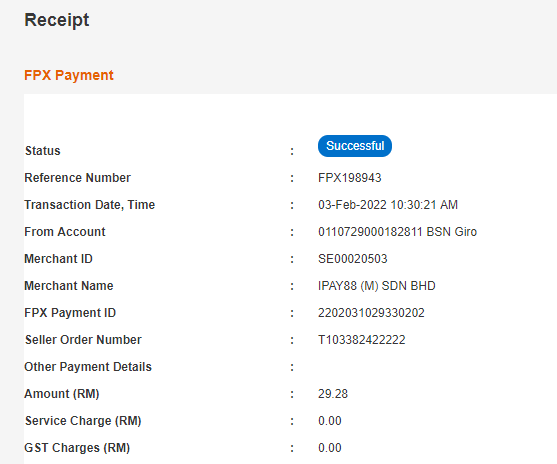 Receipt
FPX Payment
Status : Successful
Reference Number : FPX198943
Transaction Date, Time : 03-Feb-2022 10:30:21 AM
From Account : 0110729000182811 BSN Giro
Merchant ID : SE00020503
Merchant Name : IPAY88 (M) SDN BHD
FPX Payment ID : 2202031029330202
Seller Order Number : T103382422222
Other Payment Details :
Amount (RM) : 29.28
Service Charge (RM) : 0.00
GST Charges (RM) : 0.00